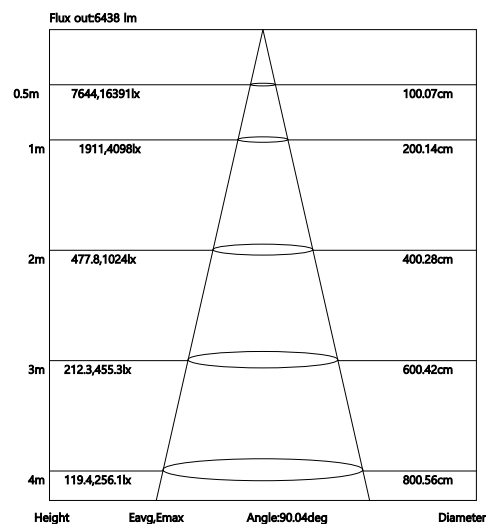 Flux out:6438 lm
0.5m 7644,16391lx 100.07cm
1m 1911,4098lx 200.14cm
2m 477.8,1024lx 400.28cm
3m 212.3,455.3lx 600.42cm
4m 119.4,256.1lx 800.56cm
Height Eavg,Emax Angle:90.04deg Diameter